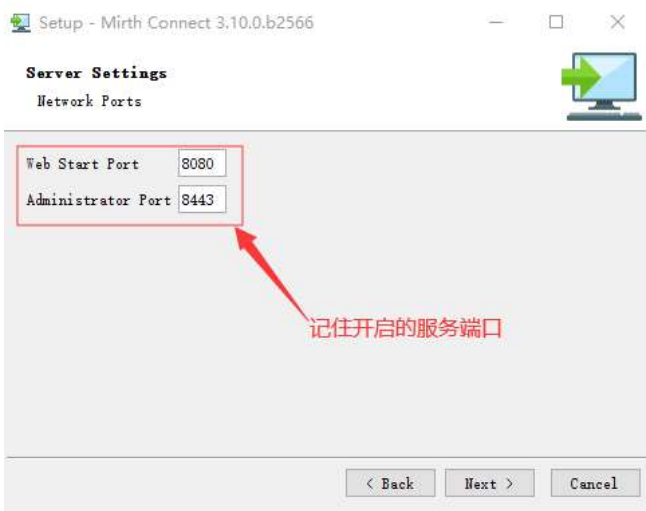 Setup - Mirth Connect 3.10.0.b2566
Server Settings
Network Ports
Web Start Port 8080
Administrator Port 8443
记住开启的服务端口
< Back Next > Cancel